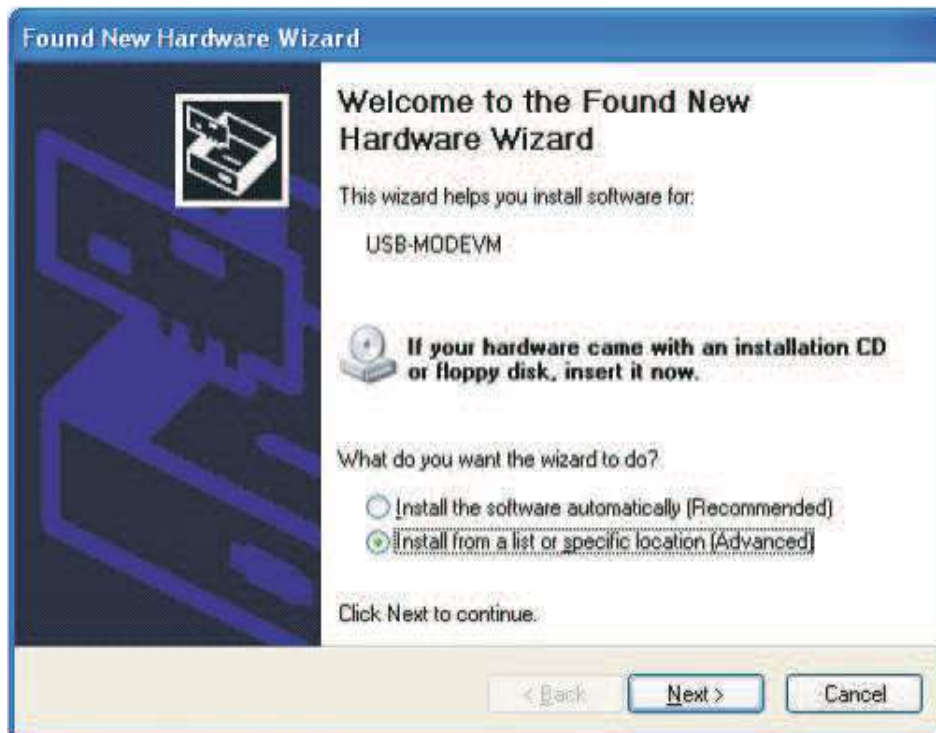 Found New Hardware Wizard
Welcome to the Found New
Hardware Wizard
This wizard helps you install software for:
USB-MODEVM
If your hardware came with an installation CD
or floppy disk, insert it now.
What do you want the wizard to do?
Install the software automatically (Recommended)
Install from a list or specific location (Advanced)
Click Next to continue.
< Back Next > Cancel